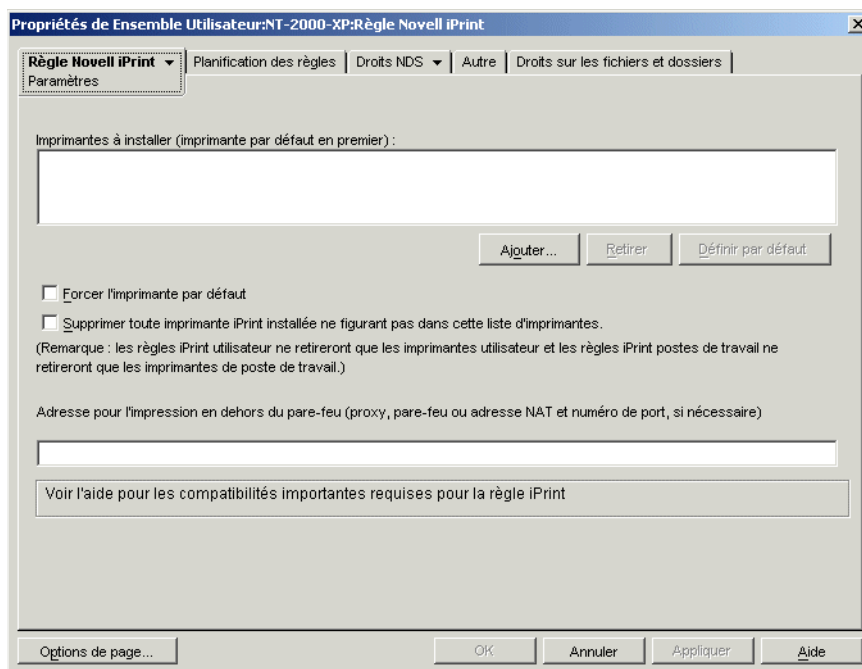 Propriétés de Ensemble Utilisateur:NT-2000-XP:Règle Novell iPrint
Règle Novell iPrint
Planification des règles
Droits NDS
Autre
Droits sur les fichiers et dossiers
Paramètres
Imprimantes à installer (imprimante par défaut en premier) :
Ajouter...
Retirer
Définir par défaut
Forcer l'imprimante par défaut
Supprimer toute imprimante iPrint installée ne figurant pas dans cette liste d'imprimantes.
(Remarque : les règles iPrint utilisateur ne retireront que les imprimantes utilisateur et les règles iPrint postes de travail ne
retireront que les imprimantes de poste de travail.)
Adresse pour l'impression en dehors du pare-feu (proxy, pare-feu ou adresse NAT et numéro de port, si nécessaire)
Voir l'aide pour les compatibilités importantes requises pour la règle iPrint
Options de page...
OK
Annuler
Appliquer
Aide